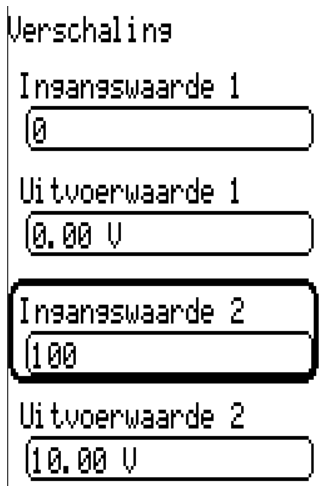 Verschaling
Ingangswaarde 1
0
Uitvoerwaarde 1
0.00 V
Ingangswaarde 2
100
Uitvoerwaarde 2
10.00 V